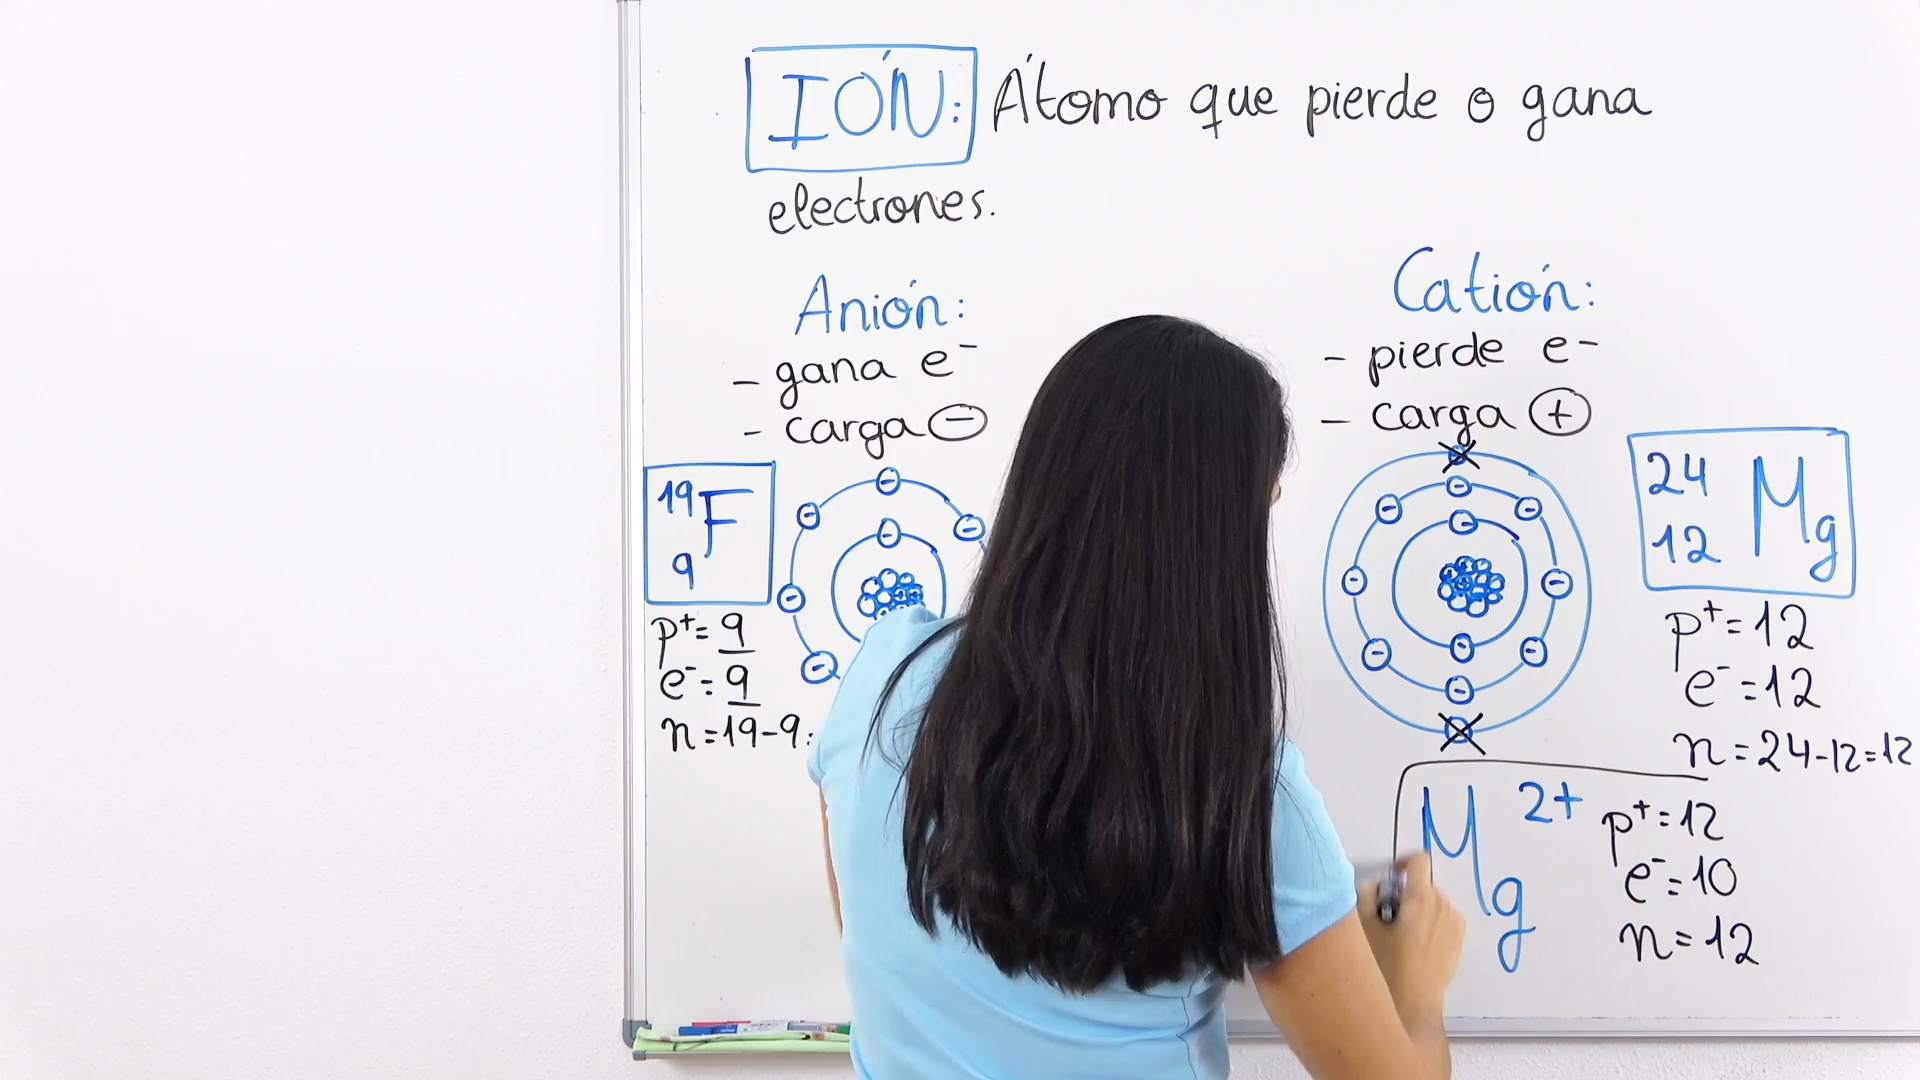 IÓN: Átomo que pierde o gana
electrones.
Anión:
- gana e⁻
- carga ⊖
19
F
9
p⁺= 9
e⁻= 9
n = 19-9
Catión:
- pierde e⁻
- carga ⊕
24
Mg
12
p⁺ = 12
e⁻ = 12
n = 24-12=12
Mg 2+
p⁺ = 12
e⁻ = 10
n = 12